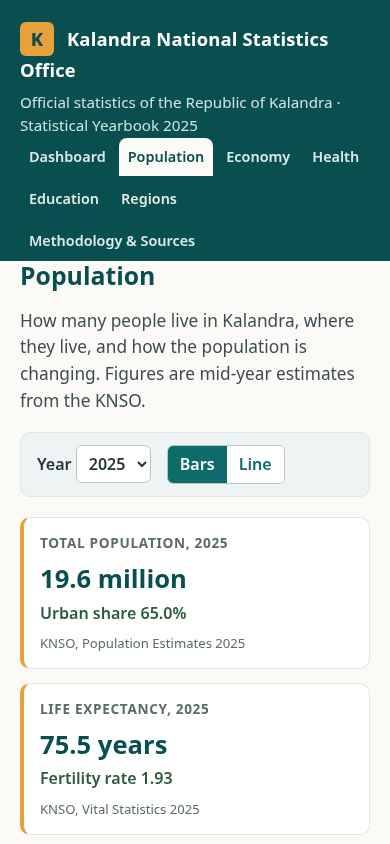 K Kalandra National Statistics
Office
Official statistics of the Republic of Kalandra ·
Statistical Yearbook 2025
Dashboard Population Economy Health
Education Regions
Methodology & Sources
Population
How many people live in Kalandra, where
they live, and how the population is
changing. Figures are mid-year estimates
from the KNSO.
Year 2025 Bars Line
TOTAL POPULATION, 2025
19.6 million
Urban share 65.0%
KNSO, Population Estimates 2025
LIFE EXPECTANCY, 2025
75.5 years
Fertility rate 1.93
KNSO, Vital Statistics 2025